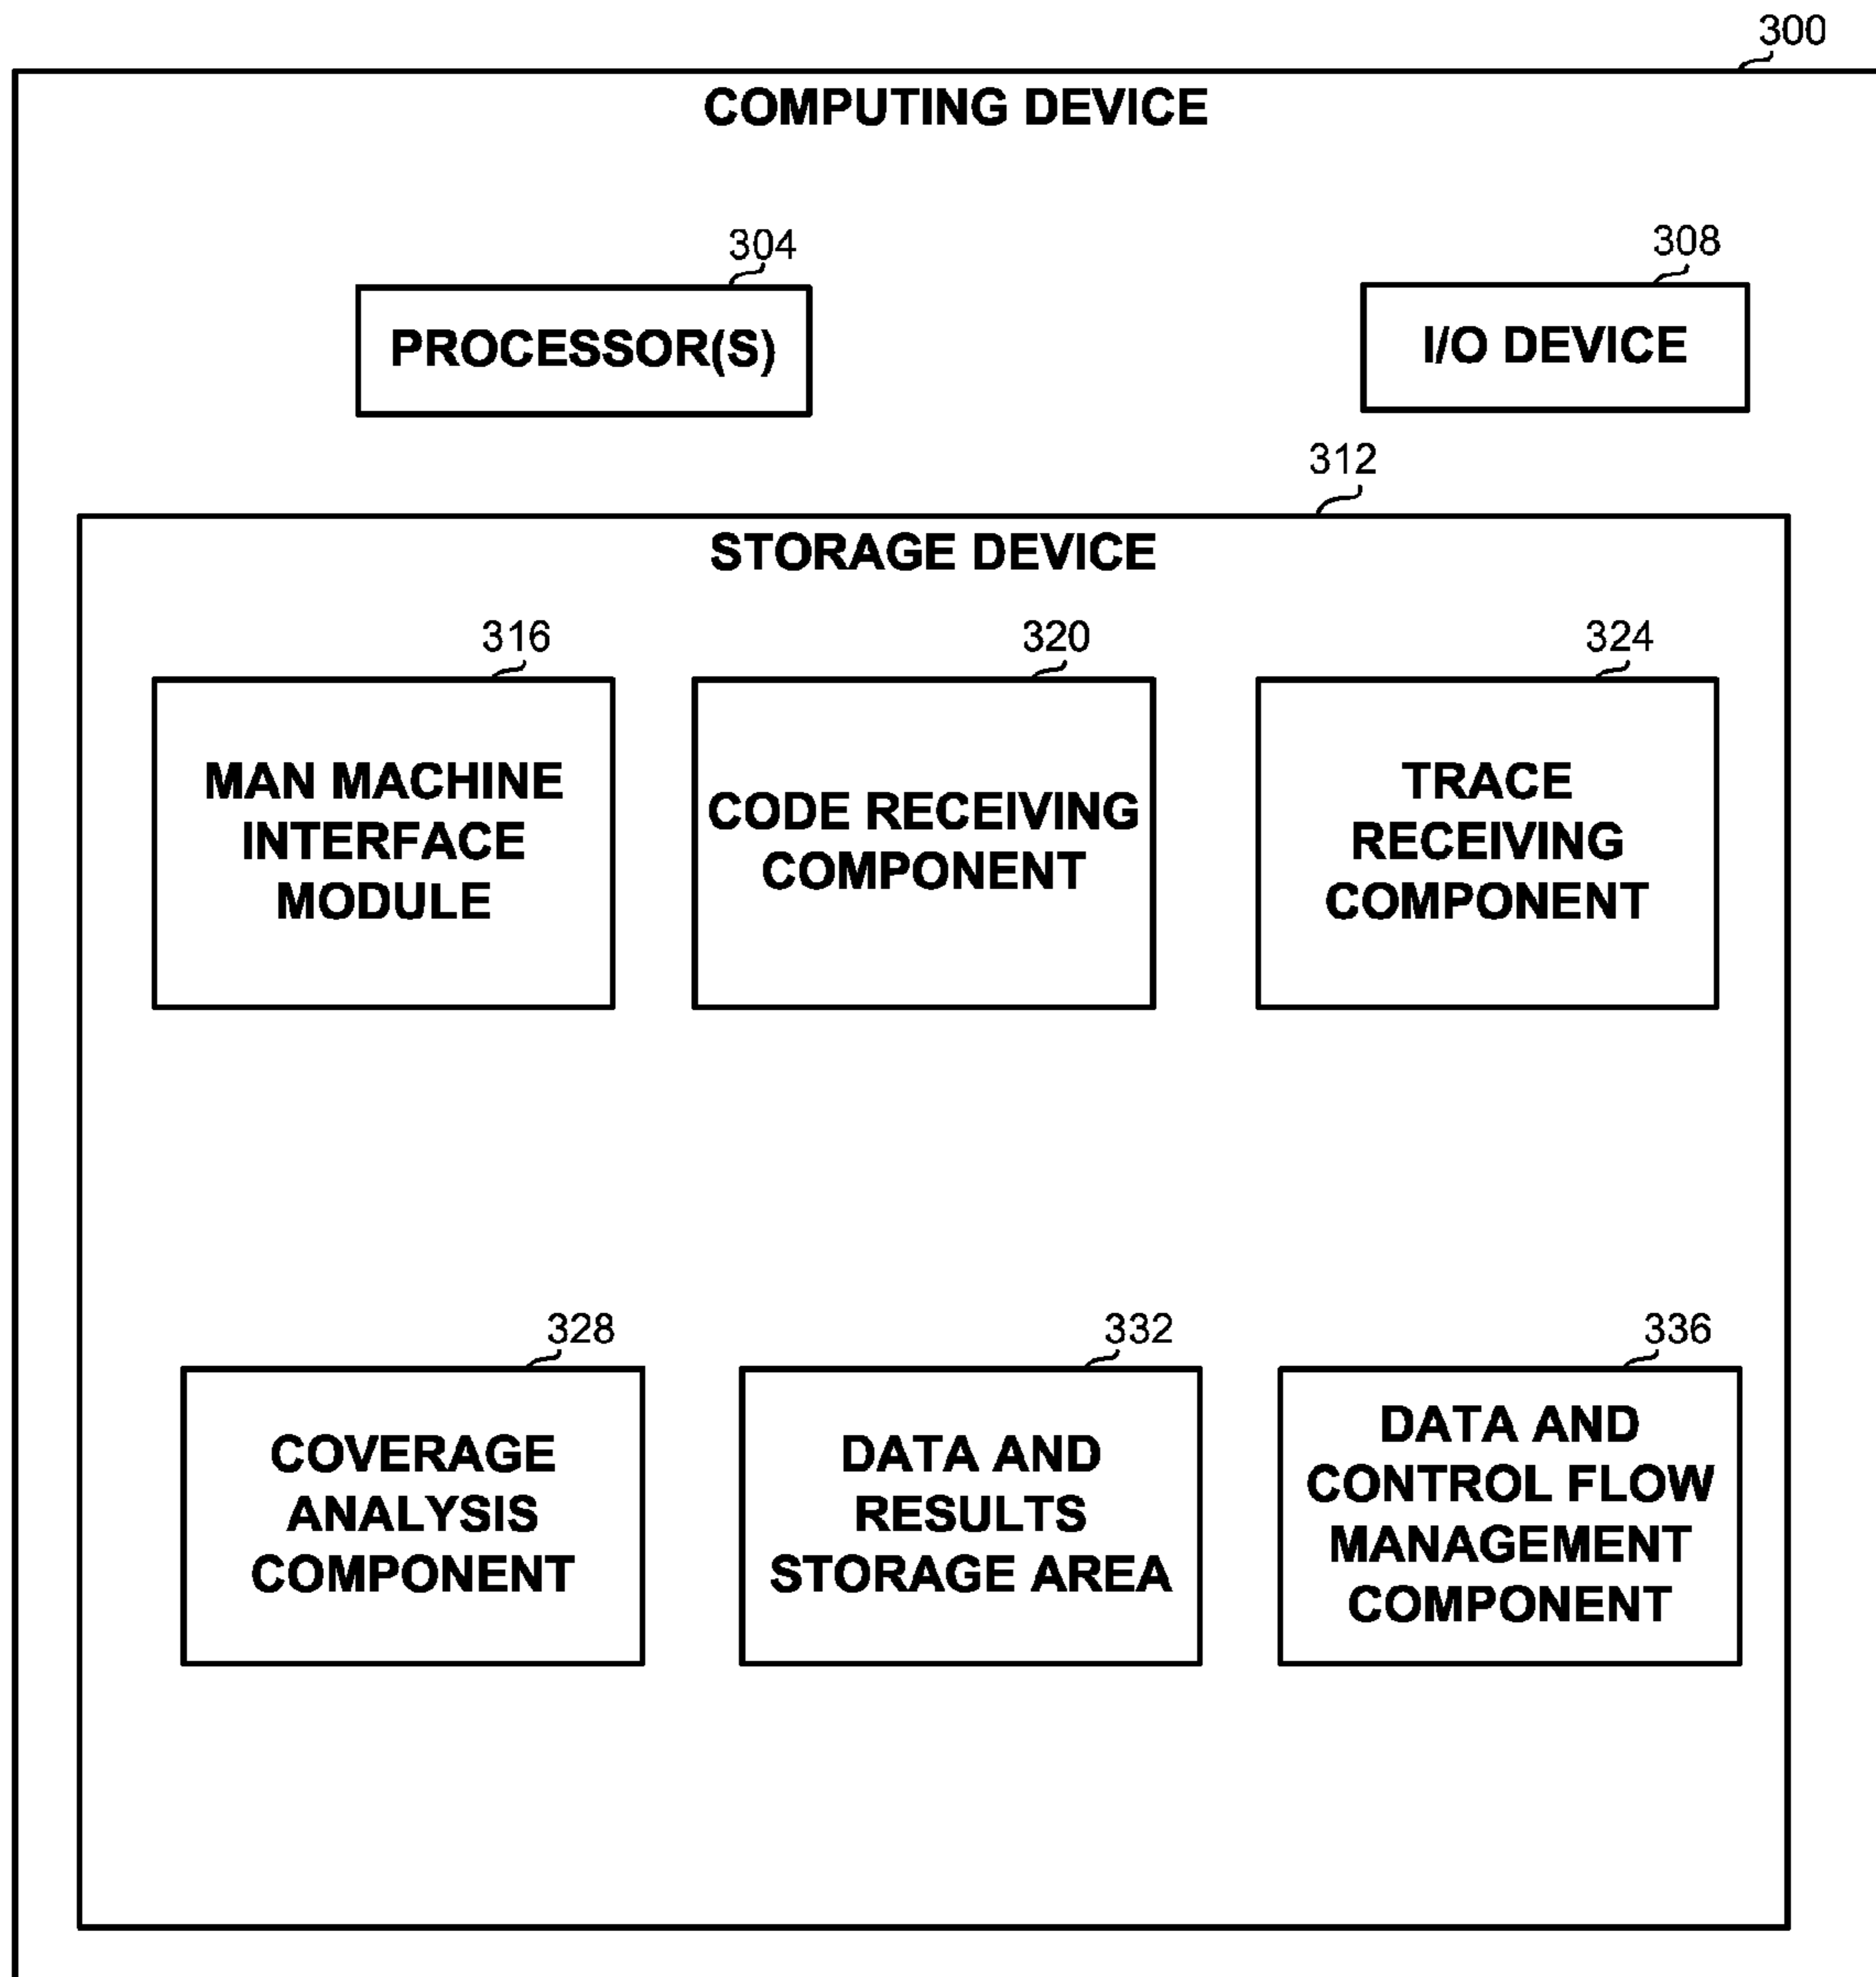 300
COMPUTING DEVICE
304
PROCESSOR(S)
308
I/O DEVICE
312
STORAGE DEVICE
316
MAN MACHINE
INTERFACE
MODULE
320
CODE RECEIVING
COMPONENT
324
TRACE
RECEIVING
COMPONENT
328
COVERAGE
ANALYSIS
COMPONENT
332
DATA AND
RESULTS
STORAGE AREA
336
DATA AND
CONTROL FLOW
MANAGEMENT
COMPONENT